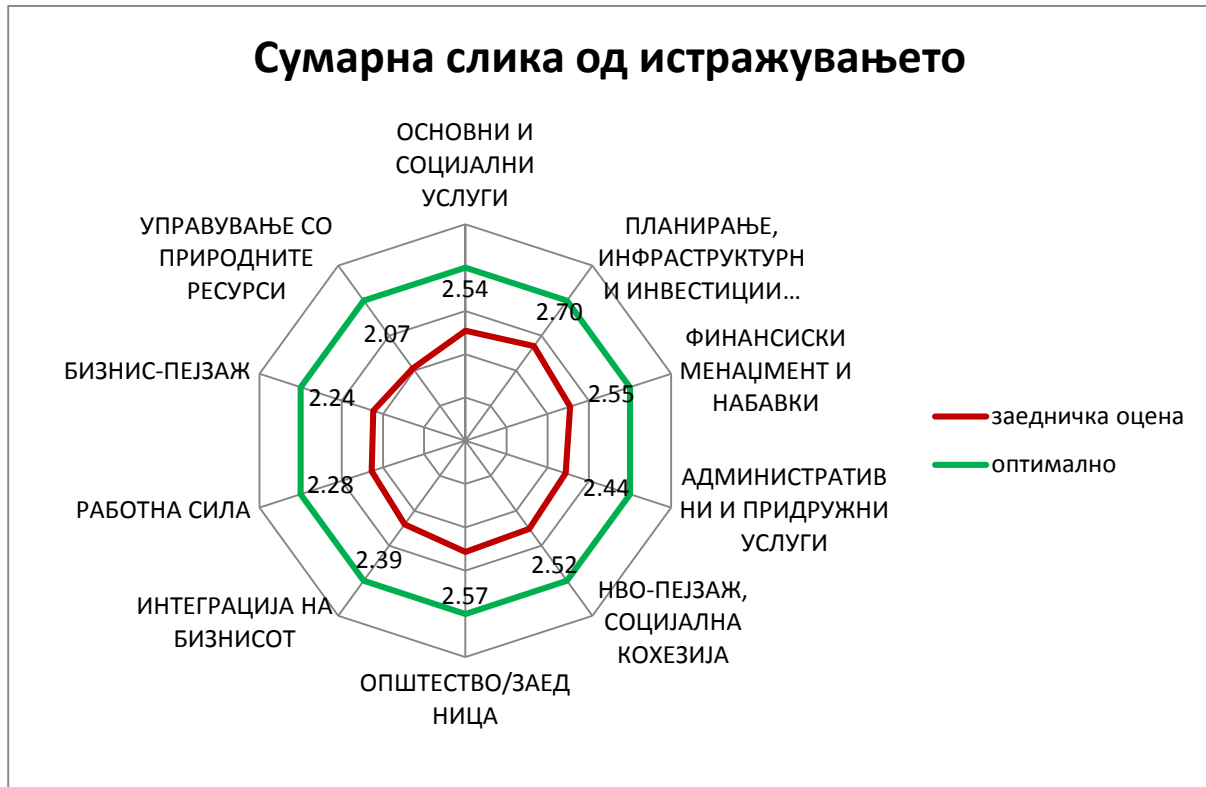 Сумарна слика од истражувањето
ОСНОВНИ И
СОЦИЈАЛНИ
УСЛУГИ
ПЛАНИРАЊЕ,
ИНФРАСТРУКТУРН
И ИНВЕСТИЦИИ...
ФИНАНСИСКИ
МЕНАЏМЕНТ И
НАБАВКИ
АДМИНИСТРАТИВ
НИ И ПРИДРУЖНИ
УСЛУГИ
НВО-ПЕЈЗАЖ,
СОЦИЈАЛНА
КОХЕЗИЈА
ОПШТЕСТВО/ЗАЕД
НИЦА
ИНТЕГРАЦИЈА НА
БИЗНИСОТ
РАБОТНА СИЛА
БИЗНИС-ПЕЈЗАЖ
УПРАВУВАЊЕ СО
ПРИРОДНИТЕ
РЕСУРСИ
2.54
2.70
2.55
2.44
2.52
2.57
2.39
2.28
2.24
2.07
заедничка оцена
оптимално